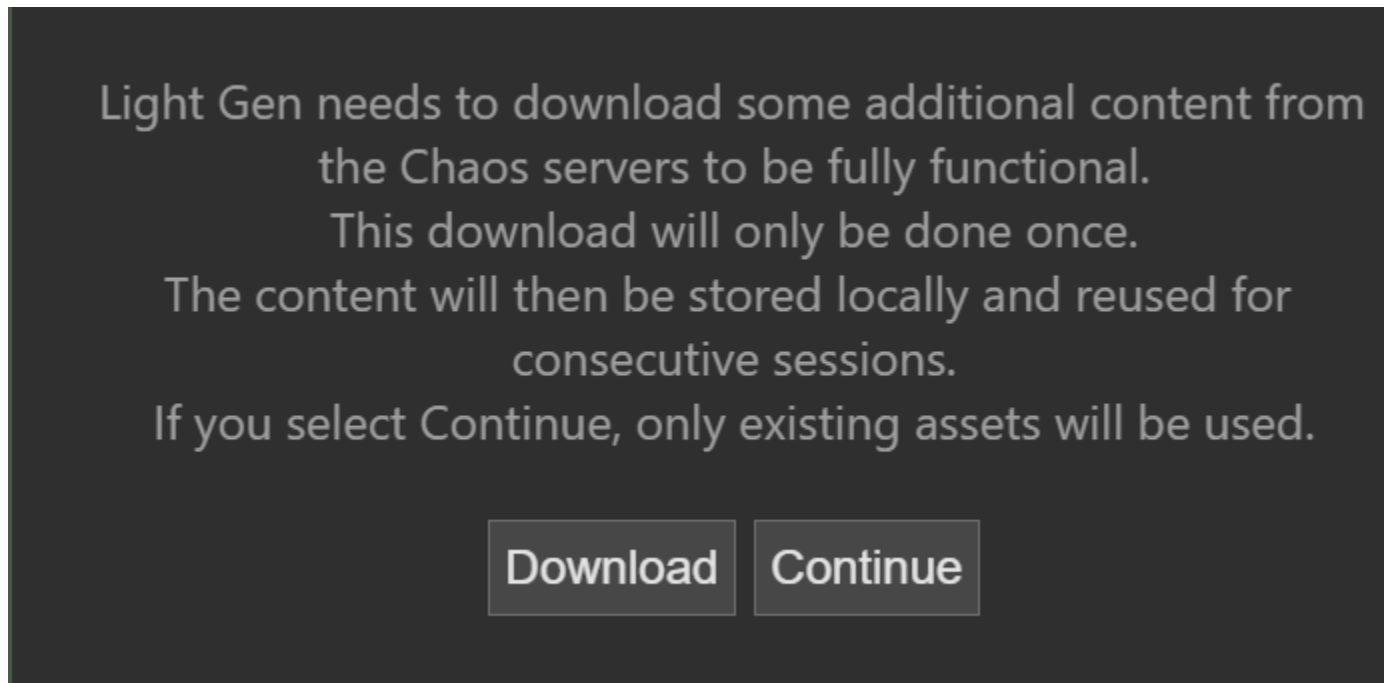 Light Gen needs to download some additional content from
the Chaos servers to be fully functional.
This download will only be done once.
The content will then be stored locally and reused for
consecutive sessions.
If you select Continue, only existing assets will be used.
Download Continue